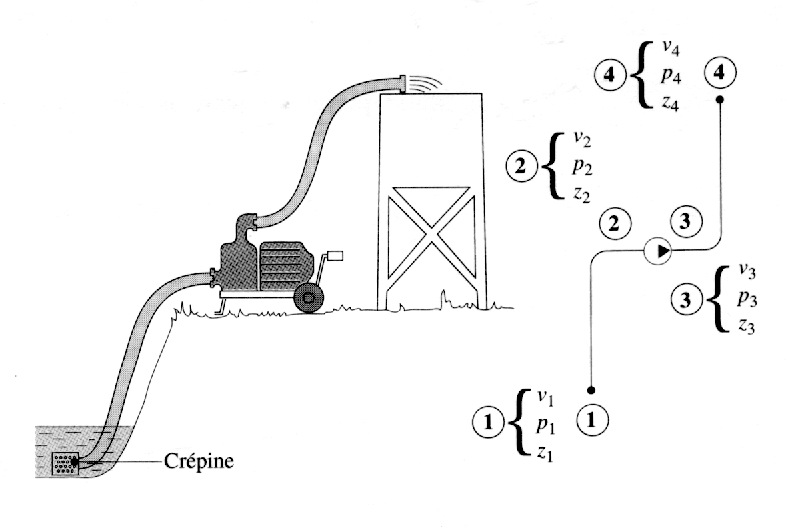 ④ { v₄
p₄
z₄
④
② { v₂
p₂
z₂
②
③
③ { v₃
p₃
z₃
① { v₁
p₁
z₁
①
Crépine